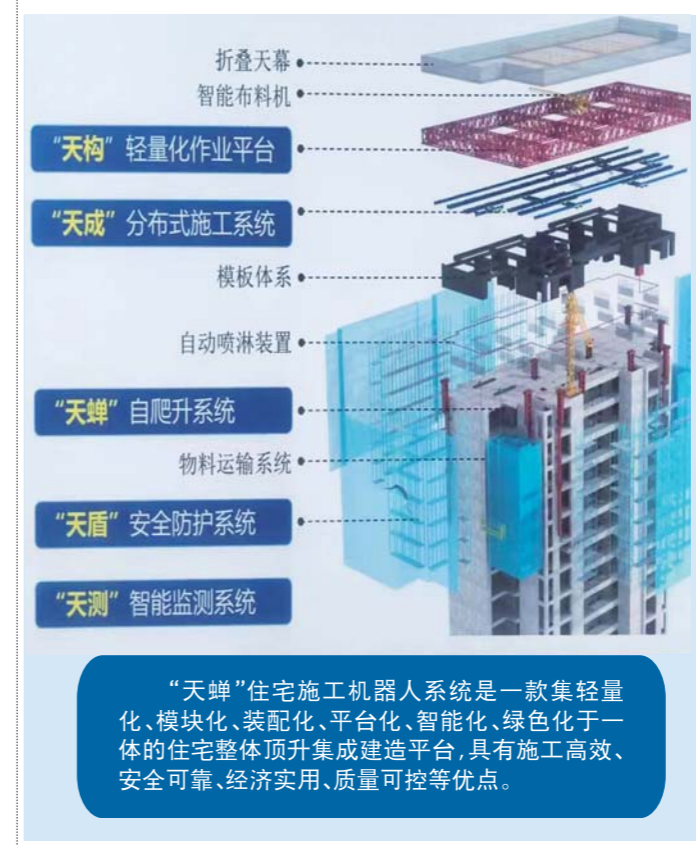 折叠天幕
智能布料机
“天构”轻量化作业平台
“天成”分布式施工系统
模板体系
自动喷淋装置
“天蝉”自爬升系统
物料运输系统
“天盾”安全防护系统
“天测”智能监测系统
“天蝉”住宅施工机器人系统是一款集轻量
化、模块化、装配化、平台化、智能化、绿色化于一
体的住宅整体顶升集成建造平台,具有施工高效、
安全可靠、经济实用、质量可控等优点。